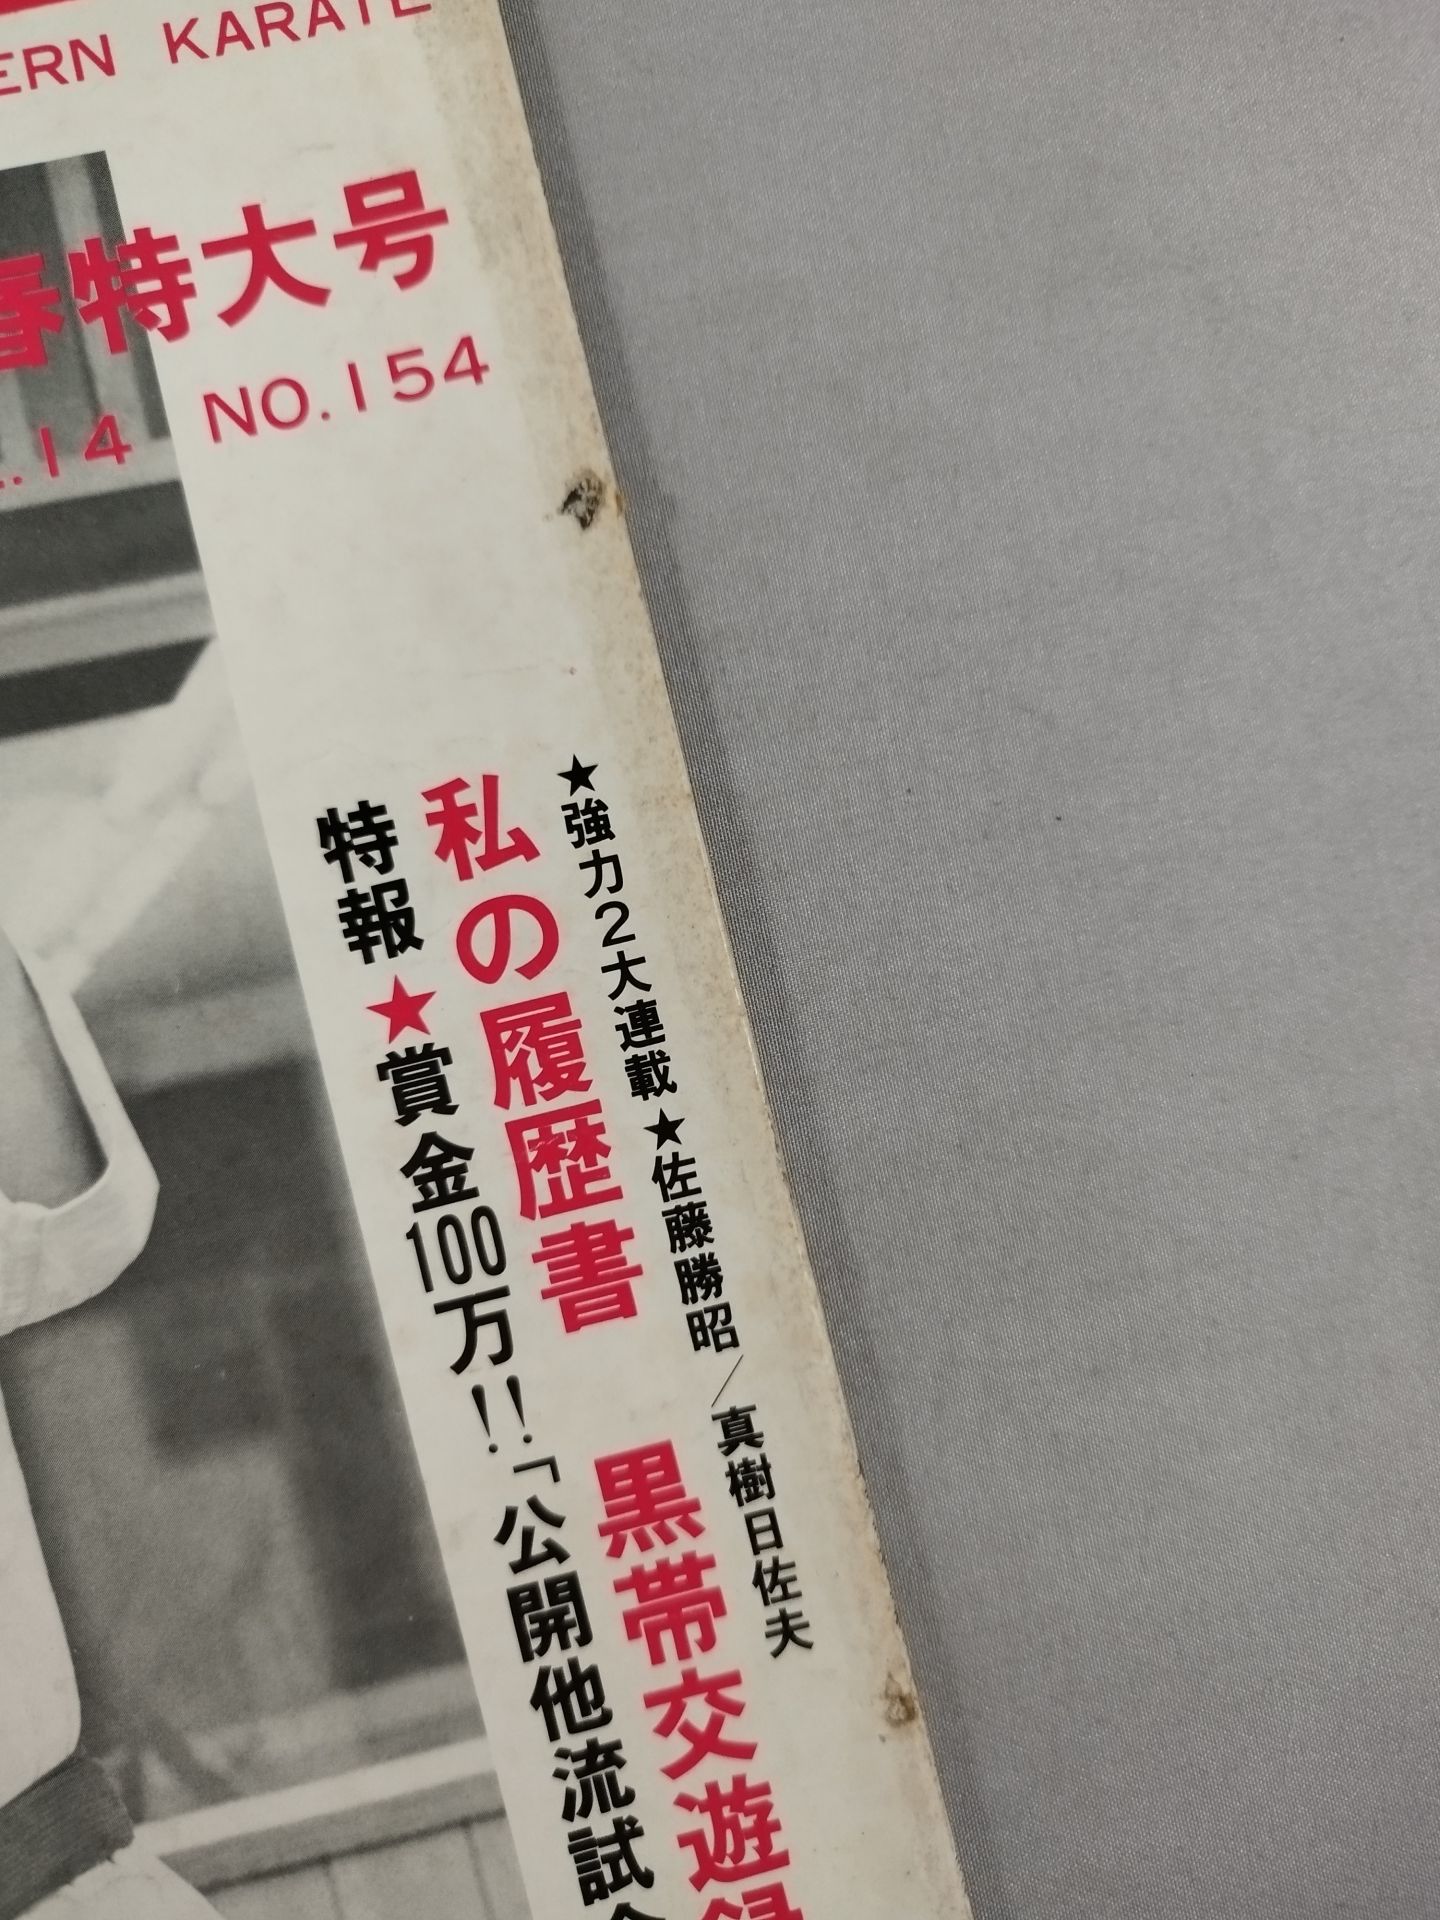 ERN KARATE
春特大号
.14 NO.154
★強力2大連載★佐藤勝昭／真樹日佐夫
私の履歴書 黒帯交遊録
特報★賞金100万!!「公開他流試合